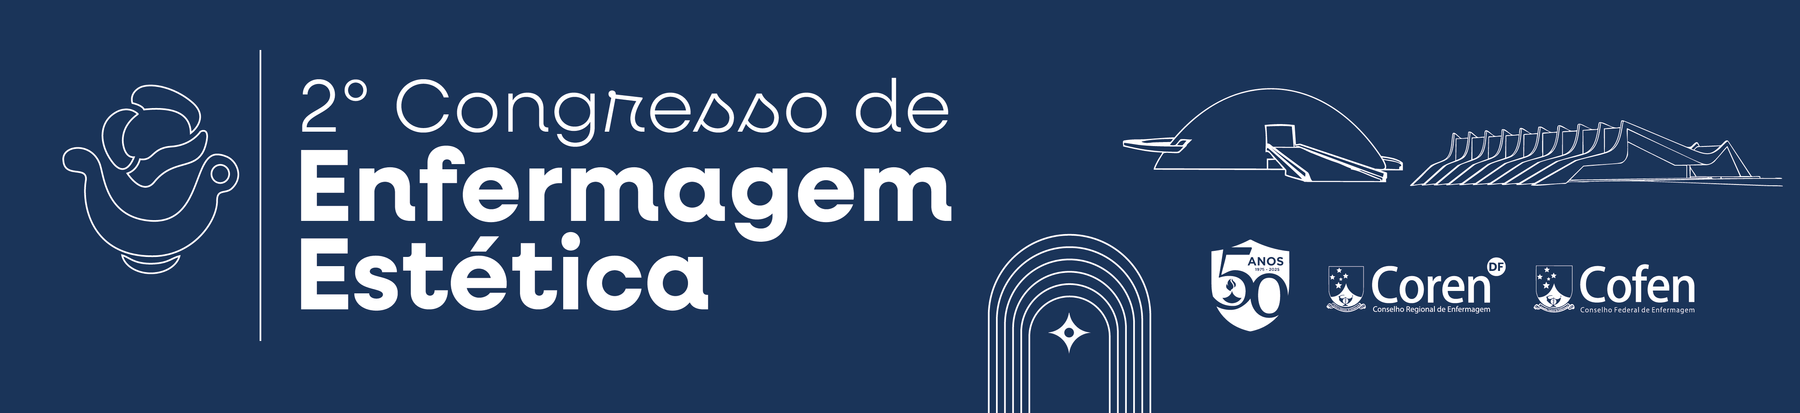 2° Congresso de
Enfermagem
Estética
50 ANOS
1975 - 2025
Coren DF
Conselho Regional de Enfermagem
Cofen
Conselho Federal de Enfermagem